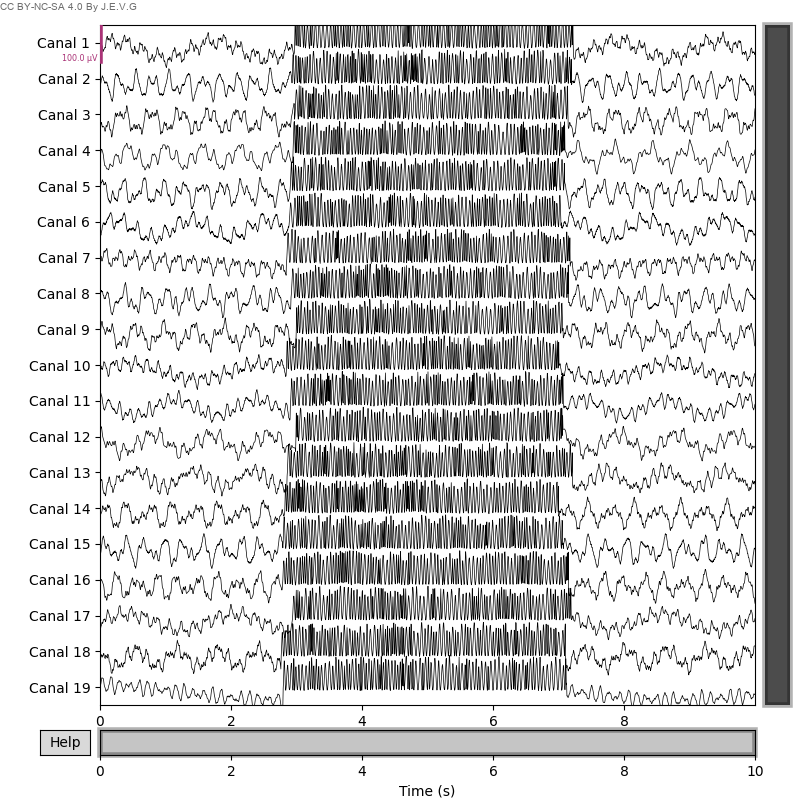 CC BY-NC-SA 4.0 By J.E.V.G
Canal 1
100.0 µV
Canal 2
Canal 3
Canal 4
Canal 5
Canal 6
Canal 7
Canal 8
Canal 9
Canal 10
Canal 11
Canal 12
Canal 13
Canal 14
Canal 15
Canal 16
Canal 17
Canal 18
Canal 19
0 2 4 6 8
Help
0 2 4 6 8 10
Time (s)